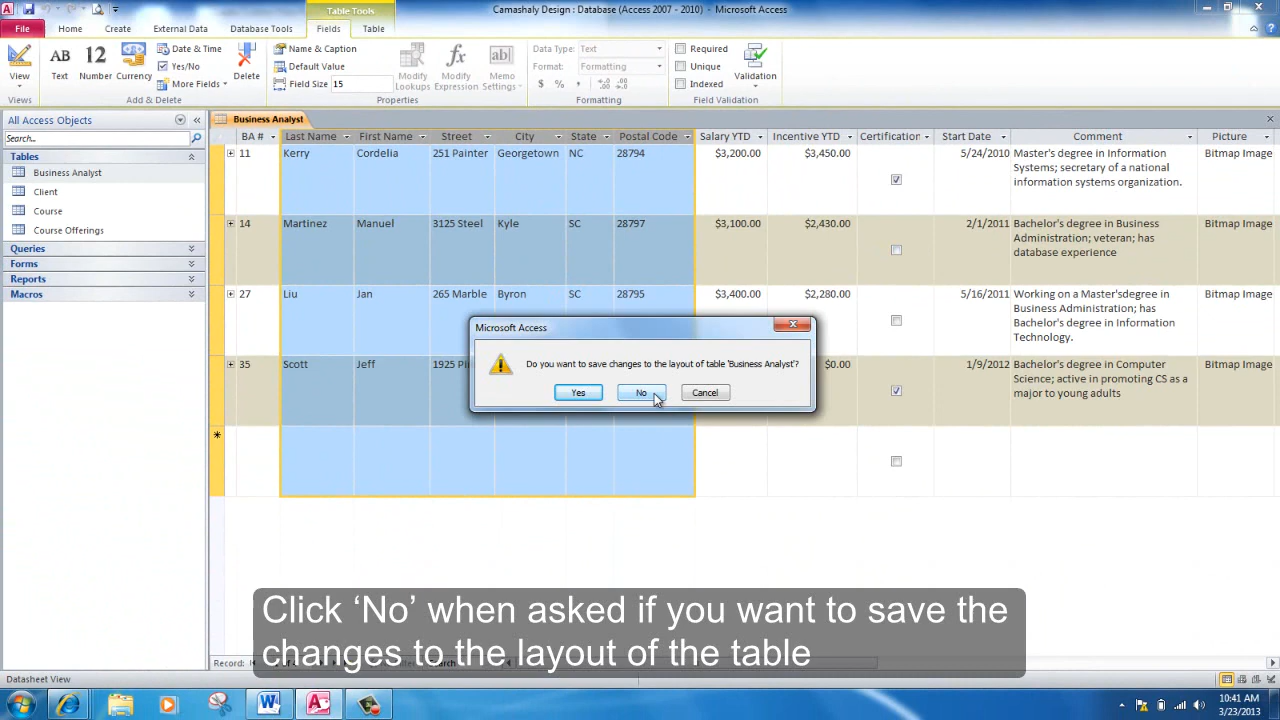 Table Tools Camashaly Design : Database (Access 2007 - 2010) - Microsoft Access
File Home Create External Data Database Tools Fields Table
View Text Number Currency Date & Time Yes/No More Fields Delete Name & Caption Default Value Field Size 15 Modify Lookups Modify Expression Memo Settings Data Type: Text Format: Formatting $ % , Required Unique Indexed Validation
Views Add & Delete Properties Formatting Field Validation
All Access Objects
Search...
Tables
Business Analyst
Client
Course
Course Offerings
Queries
Forms
Reports
Macros
Business Analyst
BA # Last Name First Name Street City State Postal Code Salary YTD Incentive YTD Certification Start Date Comment Picture
11 Kerry Cordelia 251 Painter Georgetown NC 28794 $3,200.00 $3,450.00 5/24/2010 Master's degree in Information Bitmap Image
Systems; secretary of a national
information systems organization.
14 Martinez Manuel 3125 Steel Kyle SC 28797 $3,100.00 $2,430.00 2/1/2011 Bachelor's degree in Business Bitmap Image
Administration; veteran; has
database experience
27 Liu Jan 265 Marble Byron SC 28795 $3,400.00 $2,280.00 5/16/2011 Working on a Master'sdegree in Bitmap Image
Business Administration; has
Bachelor's degree in Information
Technology.
35 Scott Jeff 1925 $0.00 1/9/2012 Bachelor's degree in Computer Bitmap Image
Science; active in promoting CS as a
major to young adults
Microsoft Access
Do you want to save changes to the layout of table 'Business Analyst'?
Yes No Cancel
Click ‘No’ when asked if you want to save the
changes to the layout of the table
Record:
Datasheet View
10:41 AM
3/23/2013